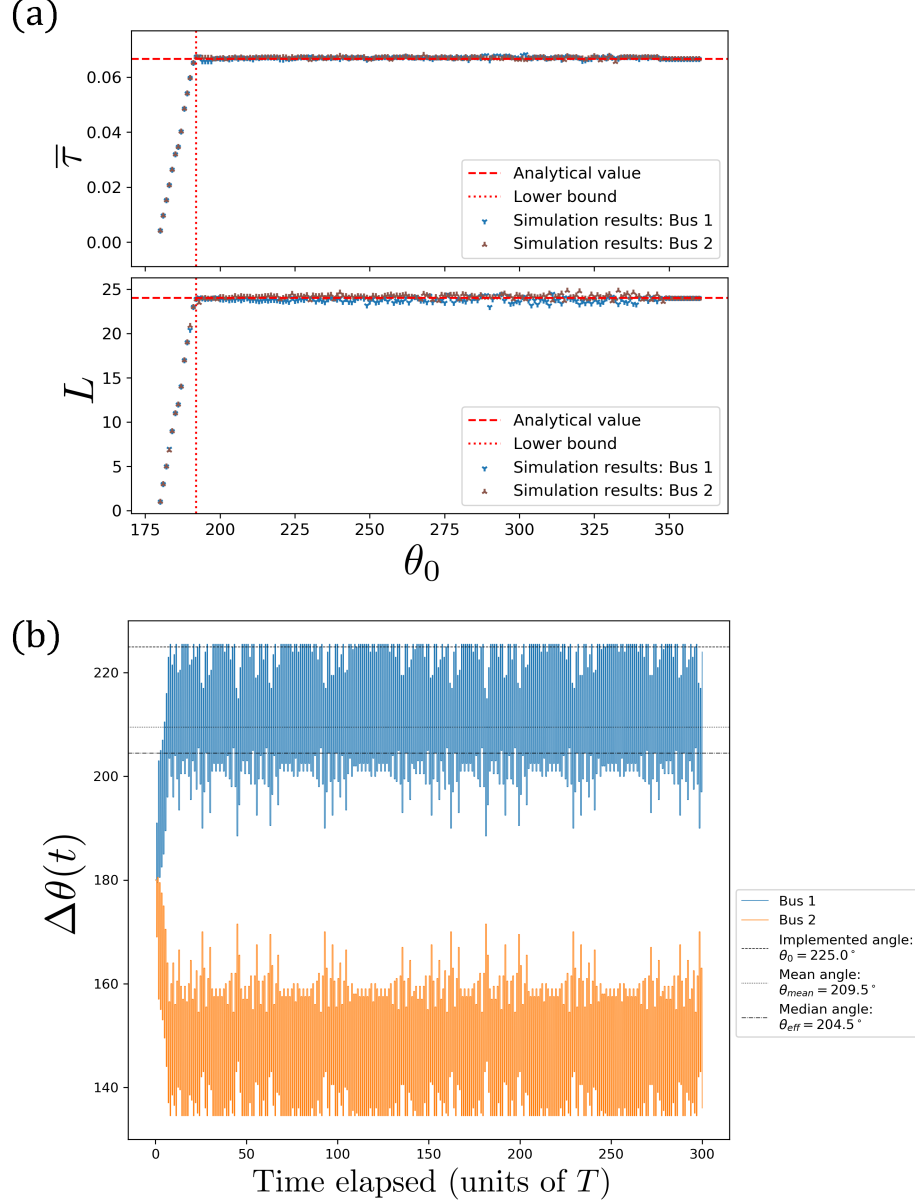 (a)
0.06
0.04
0.02
0.00
τ̅
Analytical value
Lower bound
Simulation results: Bus 1
Simulation results: Bus 2
25
20
15
10
5
0
L
Analytical value
Lower bound
Simulation results: Bus 1
Simulation results: Bus 2
175 200 225 250 275 300 325 350
θ₀
(b)
220
200
180
160
140
Δθ(t)
Bus 1
Bus 2
Implemented angle:
θ₀ = 225.0°
Mean angle:
θ_mean = 209.5°
Median angle:
θ_eff = 204.5°
0 50 100 150 200 250 300
Time elapsed (units of T)